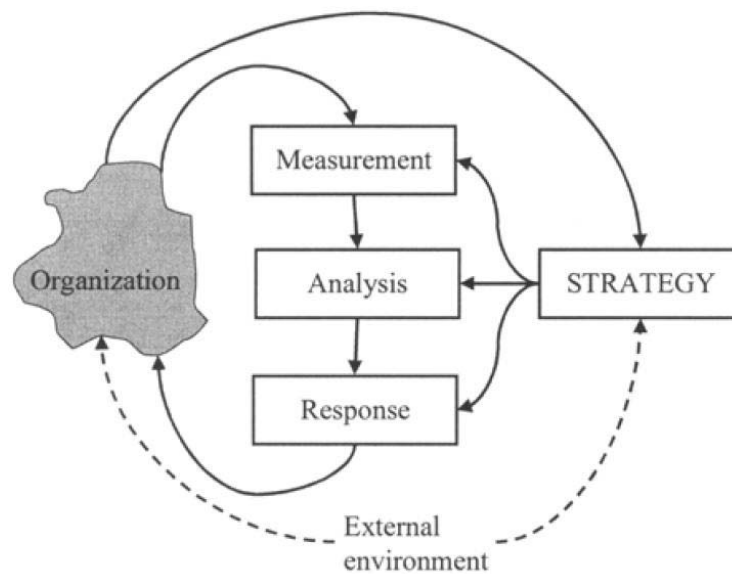 Measurement
Organization
Analysis
STRATEGY
Response
External
environment